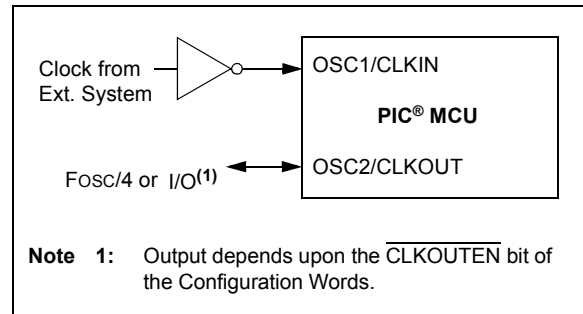 Clock from
Ext. System
OSC1/CLKIN
PIC® MCU
FOSC/4 or I/O(1)
OSC2/CLKOUT
Note 1: Output depends upon the CLKOUTEN bit of
the Configuration Words.